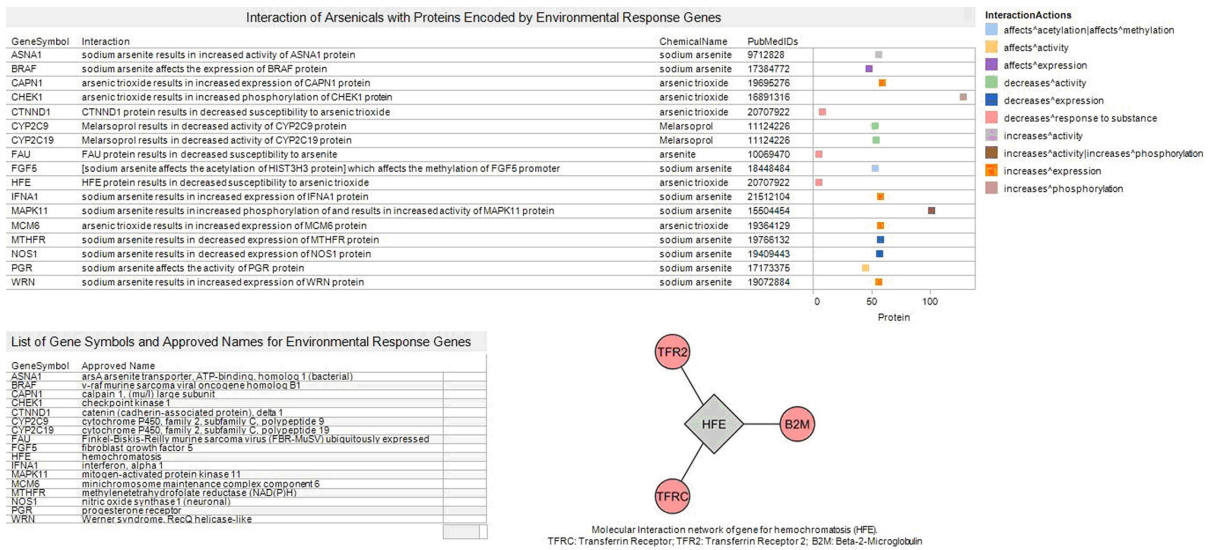 Interaction of Arsenicals with Proteins Encoded by Environmental Response Genes
GeneSymbol Interaction ChemicalName PubMedIDs
ASNA1 sodium arsenite results in increased activity of ASNA1 protein sodium arsenite 9712828
BRAF sodium arsenite affects the expression of BRAF protein sodium arsenite 17384772
CAPN1 arsenic trioxide results in increased expression of CAPN1 protein arsenic trioxide 19695276
CHEK1 arsenic trioxide results in increased phosphorylation of CHEK1 protein arsenic trioxide 16891316
CTNND1 CTNND1 protein results in decreased susceptibility to arsenic trioxide arsenic trioxide 20707922
CYP2C9 Melarsoprol results in decreased activity of CYP2C9 protein Melarsoprol 11124226
CYP2C19 Melarsoprol results in decreased activity of CYP2C19 protein Melarsoprol 11124226
FAU FAU protein results in decreased susceptibility to arsenite arsenite 10069470
FGF5 [sodium arsenite affects the acetylation of HIST3H3 protein] which affects the methylation of FGF5 promoter sodium arsenite 18448484
HFE HFE protein results in decreased susceptibility to arsenic trioxide arsenic trioxide 20707922
IFNA1 sodium arsenite results in increased expression of IFNA1 protein sodium arsenite 21512104
MAPK11 sodium arsenite results in increased phosphorylation of and results in increased activity of MAPK11 protein sodium arsenite 15504454
MCM6 arsenic trioxide results in increased expression of MCM6 protein arsenic trioxide 19364129
MTHFR sodium arsenite results in decreased expression of MTHFR protein sodium arsenite 19766132
NOS1 sodium arsenite results in decreased expression of NOS1 protein sodium arsenite 19409443
PGR sodium arsenite affects the activity of PGR protein sodium arsenite 17173375
WRN sodium arsenite results in increased expression of WRN protein sodium arsenite 19072884
0 50 100
Protein
InteractionActions
affects^acetylation|affects^methylation
affects^activity
affects^expression
decreases^activity
decreases^expression
decreases^response to substance
increases^activity
increases^activity|increases^phosphorylation
increases^expression
increases^phosphorylation
List of Gene Symbols and Approved Names for Environmental Response Genes
GeneSymbol Approved Name
ASNA1 arsA arsenite transporter, ATP-binding, homolog 1 (bacterial)
BRAF v-raf murine sarcoma viral oncogene homolog B1
CAPN1 calpain 1, (mu/l) large subunit
CHEK1 checkpoint kinase 1
CTNND1 catenin (cadherin-associated protein), delta 1
CYP2C9 cytochrome P450, family 2, subfamily C, polypeptide 9
CYP2C19 cytochrome P450, family 2, subfamily C, polypeptide 19
FAU Finkel-Biskis-Reilly murine sarcoma virus (FBR-MuSV) ubiquitously expressed
FGF5 fibroblast growth factor 5
HFE hemochromatosis
IFNA1 interferon, alpha 1
MAPK11 mitogen-activated protein kinase 11
MCM6 minichromosome maintenance complex component 6
MTHFR methylenetetrahydrofolate reductase (NAD(P)H)
NOS1 nitric oxide synthase 1 (neuronal)
PGR progesterone receptor
WRN Werner syndrome, RecQ helicase-like
TFR2
HFE
B2M
TFRC
Molecular Interaction network of gene for hemochromatosis (HFE).
TFRC: Transferrin Receptor; TFR2: Transferrin Receptor 2; B2M: Beta-2-Microglobulin